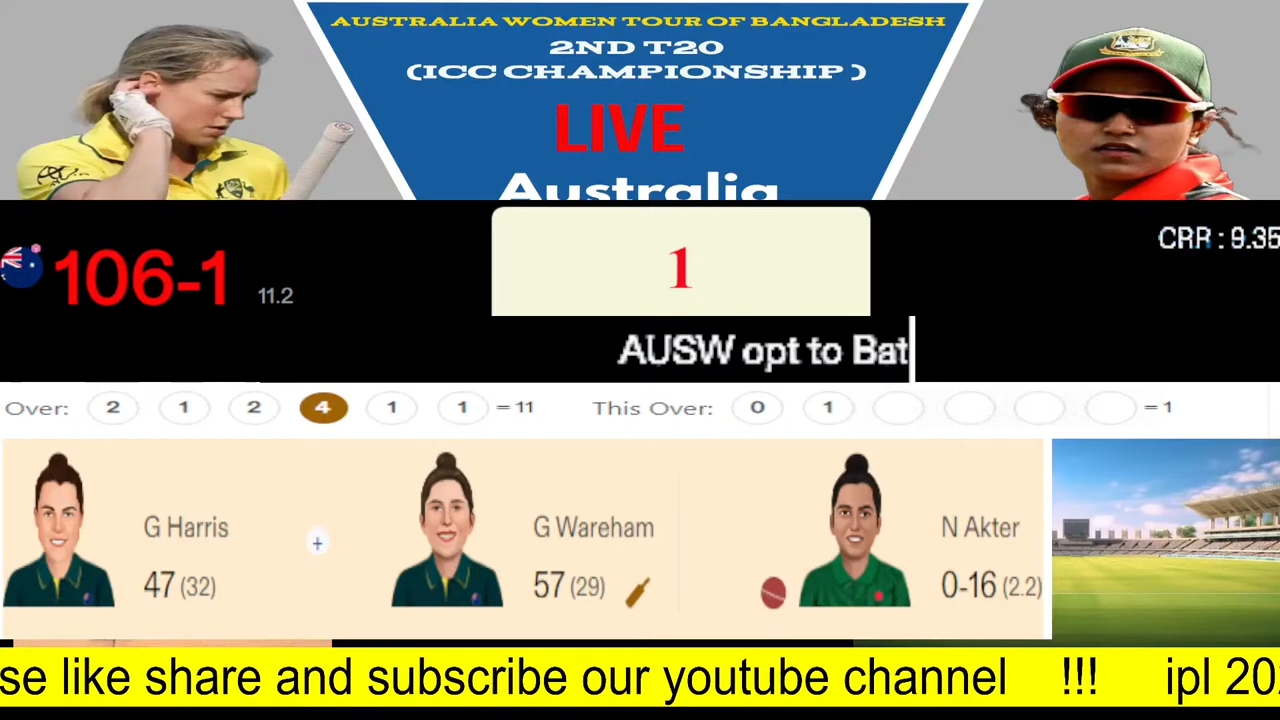 AUSTRALIA WOMEN TOUR OF BANGLADESH
2ND T20
(ICC CHAMPIONSHIP )
LIVE
Australia
106-1 11.2
1
CRR : 9.35
AUSW opt to Bat
Over: 2 1 2 4 1 1 = 11 This Over: 0 1 = 1
G Harris
47 (32)
+
G Wareham
57 (29)
N Akter
0-16 (2.2)
se like share and subscribe our youtube channel !!! ipl 20